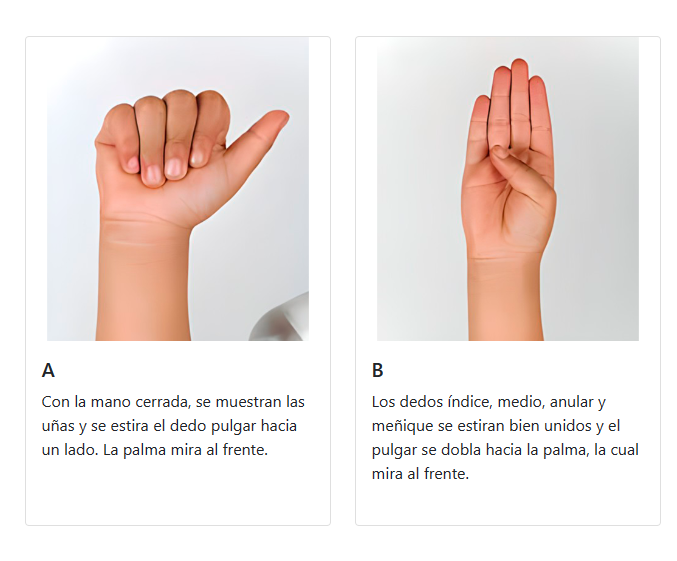 A
Con la mano cerrada, se muestran las
uñas y se estira el dedo pulgar hacia
un lado. La palma mira al frente.
B
Los dedos índice, medio, anular y
meñique se estiran bien unidos y el
pulgar se dobla hacia la palma, la cual
mira al frente.